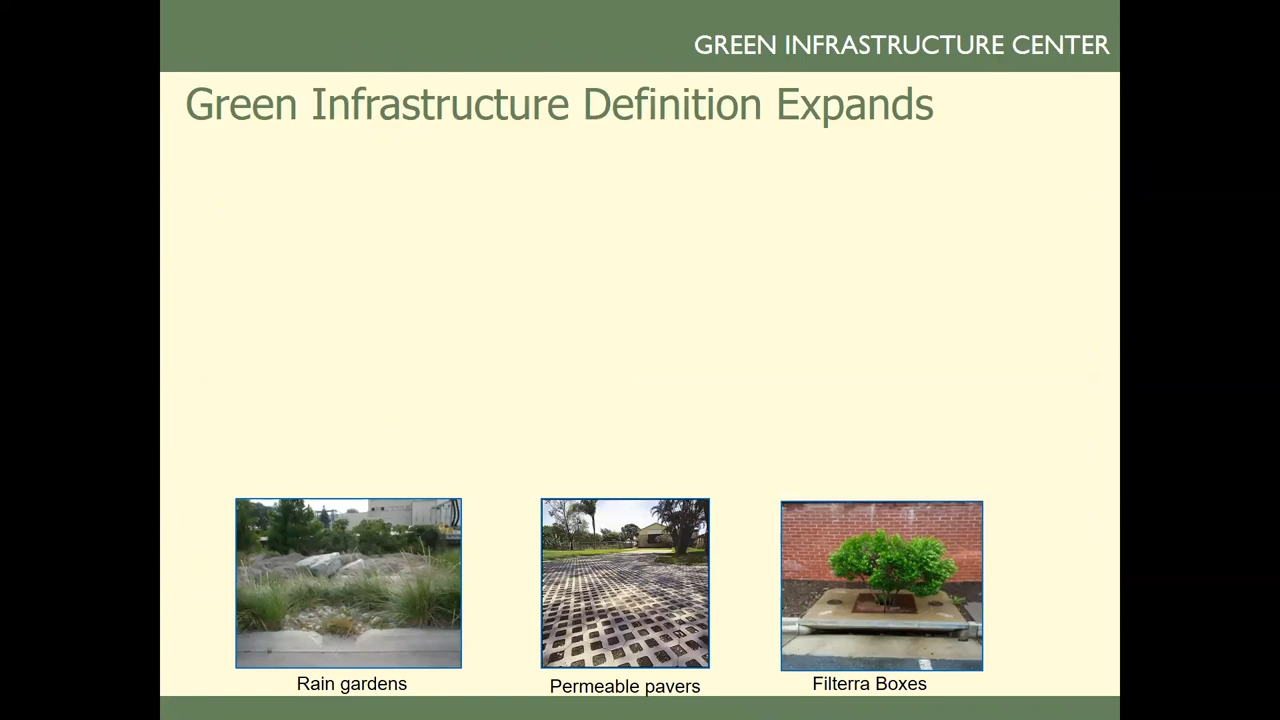 GREEN INFRASTRUCTURE CENTER
Green Infrastructure Definition Expands
Rain gardens
Permeable pavers
Filterra Boxes